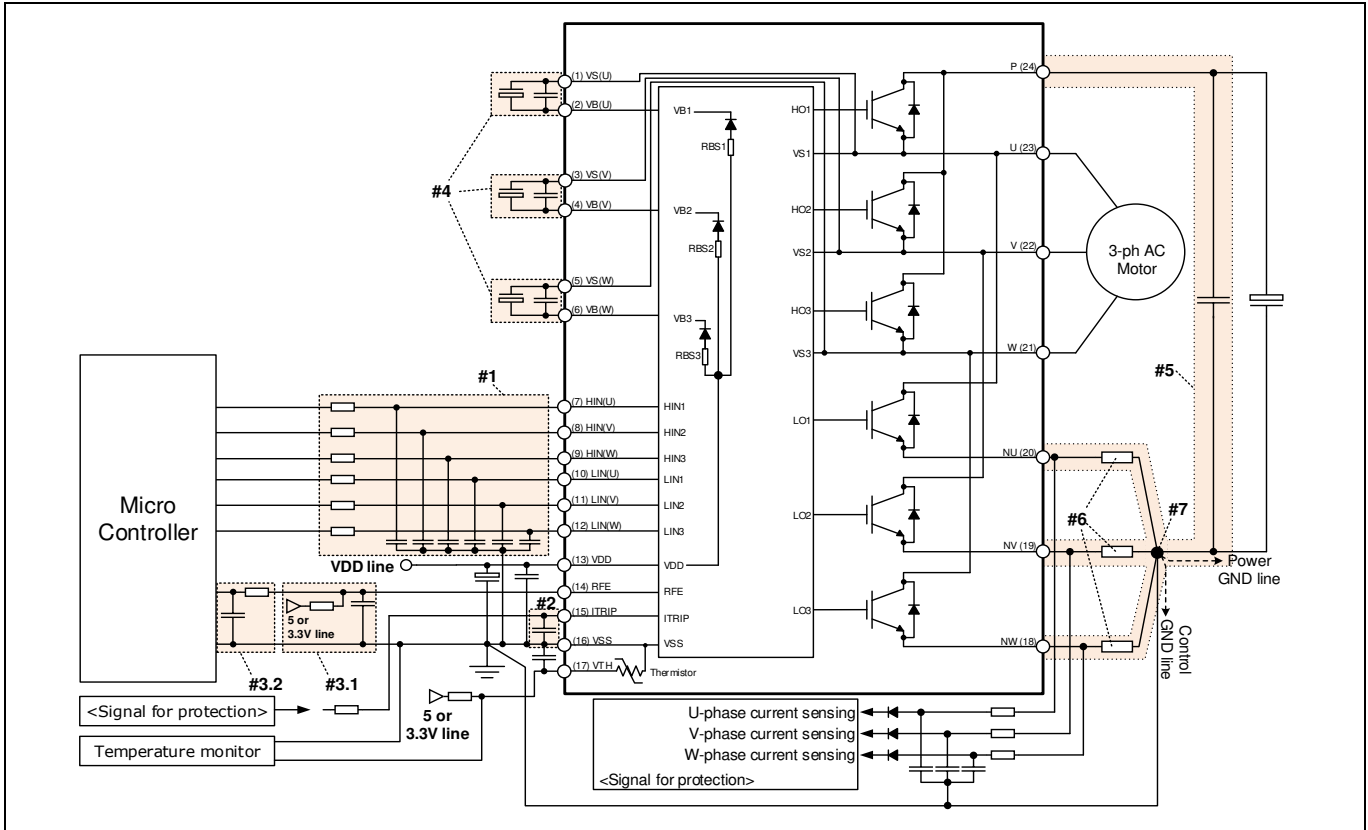 P (24)
(1) VS(U)
(2) VB(U)
VB1
HO1
RBS1
VS1
U (23)
(3) VS(V)
#4
(4) VB(V)
VB2
HO2
RBS2
VS2
V (22)
3-ph AC
Motor
(5) VS(W)
(6) VB(W)
VB3
HO3
RBS3
VS3
W (21)
#5
#1
(7) HIN(U)
HIN1
(8) HIN(V)
HIN2
(9) HIN(W)
HIN3
(10) LIN(U)
LIN1
(11) LIN(V)
LIN2
(12) LIN(W)
LIN3
LO1
NU (20)
Micro
Controller
VDD line
(13) VDD
VDD
(14) RFE
RFE
#2
(15) ITRIP
ITRIP
(16) VSS
VSS
(17) VTH
Thermistor
LO2
NV (19)
#6
#7
Power
GND line
Control
GND line
LO3
NW (18)
5 or
3.3V line
#3.2
#3.1
<Signal for protection>
5 or
3.3V line
Temperature monitor
U-phase current sensing
V-phase current sensing
W-phase current sensing
<Signal for protection>